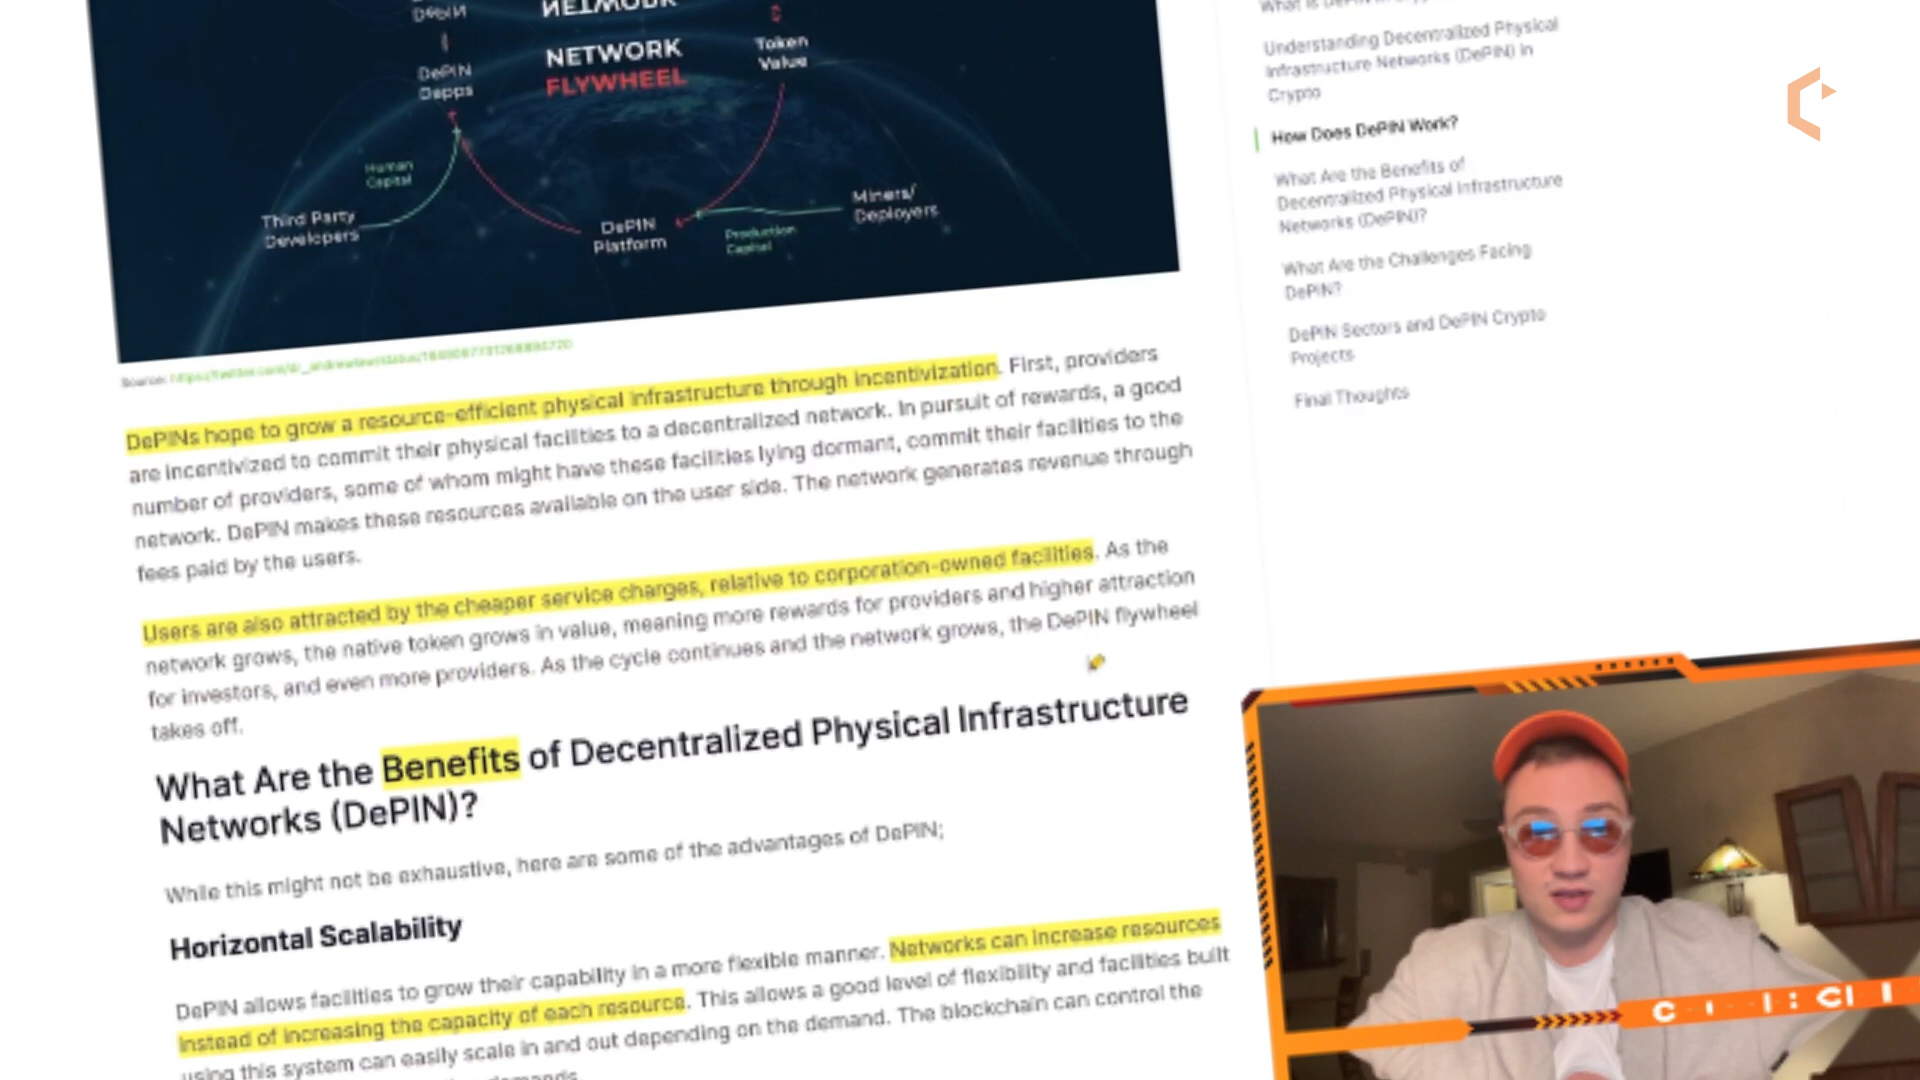 NETWORK
NETWORK
FLYWHEEL
Token
Value
DePIN
Dapps
Human
Capital
Third Party
Developers
DePIN
Platform
Production
Capital
Miners/
Deployers
Source:
DePINs hope to grow a resource-efficient physical infrastructure through incentivization. First, providers
are incentivized to commit their physical facilities to a decentralized network. In pursuit of rewards, a good
number of providers, some of whom might have these facilities lying dormant, commit their facilities to the
network. DePIN makes these resources available on the user side. The network generates revenue through
fees paid by the users.
Users are also attracted by the cheaper service charges, relative to corporation-owned facilities. As the
network grows, the native token grows in value, meaning more rewards for providers and higher attraction
for investors, and even more providers. As the cycle continues and the network grows, the DePIN flywheel
takes off.
What Are the Benefits of Decentralized Physical Infrastructure
Networks (DePIN)?
While this might not be exhaustive, here are some of the advantages of DePIN;
Horizontal Scalability
DePIN allows facilities to grow their capability in a more flexible manner. Networks can increase resources
instead of increasing the capacity of each resource. This allows a good level of flexibility and facilities built
using this system can easily scale in and out depending on the demand. The blockchain can control the
demands.
What is DePIN in
Understanding Decentralized Physical
Infrastructure Networks (DePIN) in
Crypto
How Does DePIN Work?
What Are the Benefits of
Decentralized Physical Infrastructure
Networks (DePIN)?
What Are the Challenges Facing
DePIN?
DePIN Sectors and DePIN Crypto
Projects
Final Thoughts